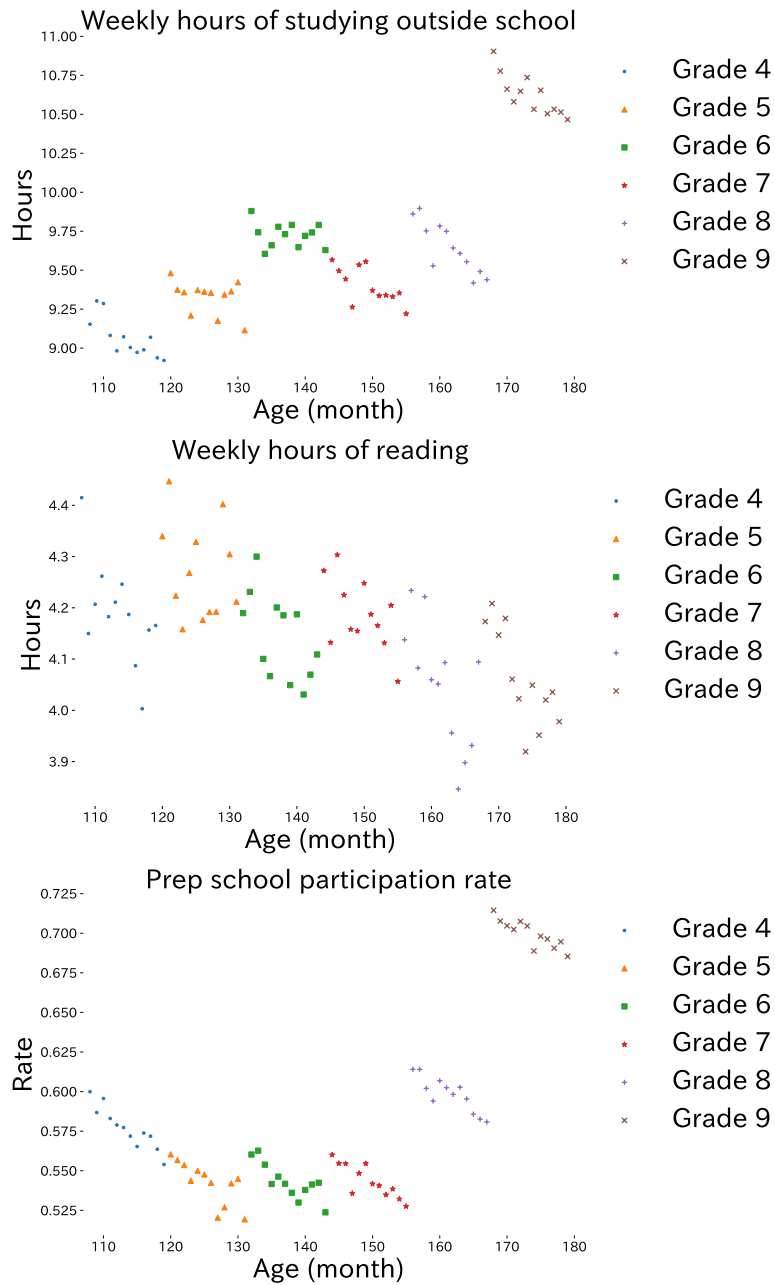 Weekly hours of studying outside school
11.00
10.75
10.50
10.25
10.00
9.75
9.50
9.25
9.00
Hours
110 120 130 140 150 160 170 180
Age (month)
Grade 4
Grade 5
Grade 6
Grade 7
Grade 8
Grade 9
Weekly hours of reading
4.4
4.3
4.2
4.1
4.0
3.9
Hours
110 120 130 140 150 160 170 180
Age (month)
Grade 4
Grade 5
Grade 6
Grade 7
Grade 8
Grade 9
Prep school participation rate
0.725
0.700
0.675
0.650
0.625
0.600
0.575
0.550
0.525
Rate
110 120 130 140 150 160 170 180
Age (month)
Grade 4
Grade 5
Grade 6
Grade 7
Grade 8
Grade 9